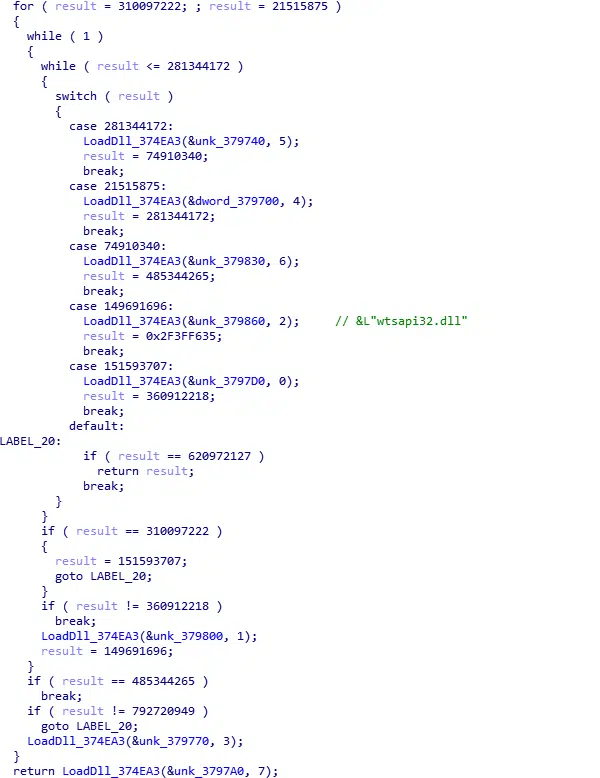 for ( result = 310097222; ; result = 21515875 )
{
  while ( 1 )
  {
    while ( result <= 281344172 )
    {
      switch ( result )
      {
        case 281344172:
          LoadDll_374EA3(&unk_379740, 5);
          result = 74910340;
          break;
        case 21515875:
          LoadDll_374EA3(&dword_379700, 4);
          result = 281344172;
          break;
        case 74910340:
          LoadDll_374EA3(&unk_379830, 6);
          result = 485344265;
          break;
        case 149691696:
          LoadDll_374EA3(&unk_379860, 2);     // &L"wtsapi32.dll"
          result = 0x2F3FF635;
          break;
        case 151593707:
          LoadDll_374EA3(&unk_3797D0, 0);
          result = 360912218;
          break;
        default:
LABEL_20:
          if ( result == 620972127 )
            return result;
          break;
      }
    }
    if ( result == 310097222 )
    {
      result = 151593707;
      goto LABEL_20;
    }
    if ( result != 360912218 )
      break;
    LoadDll_374EA3(&unk_379800, 1);
    result = 149691696;
  }
  if ( result == 485344265 )
    break;
  if ( result != 792720949 )
    goto LABEL_20;
  LoadDll_374EA3(&unk_379770, 3);
}
return LoadDll_374EA3(&unk_3797A0, 7);